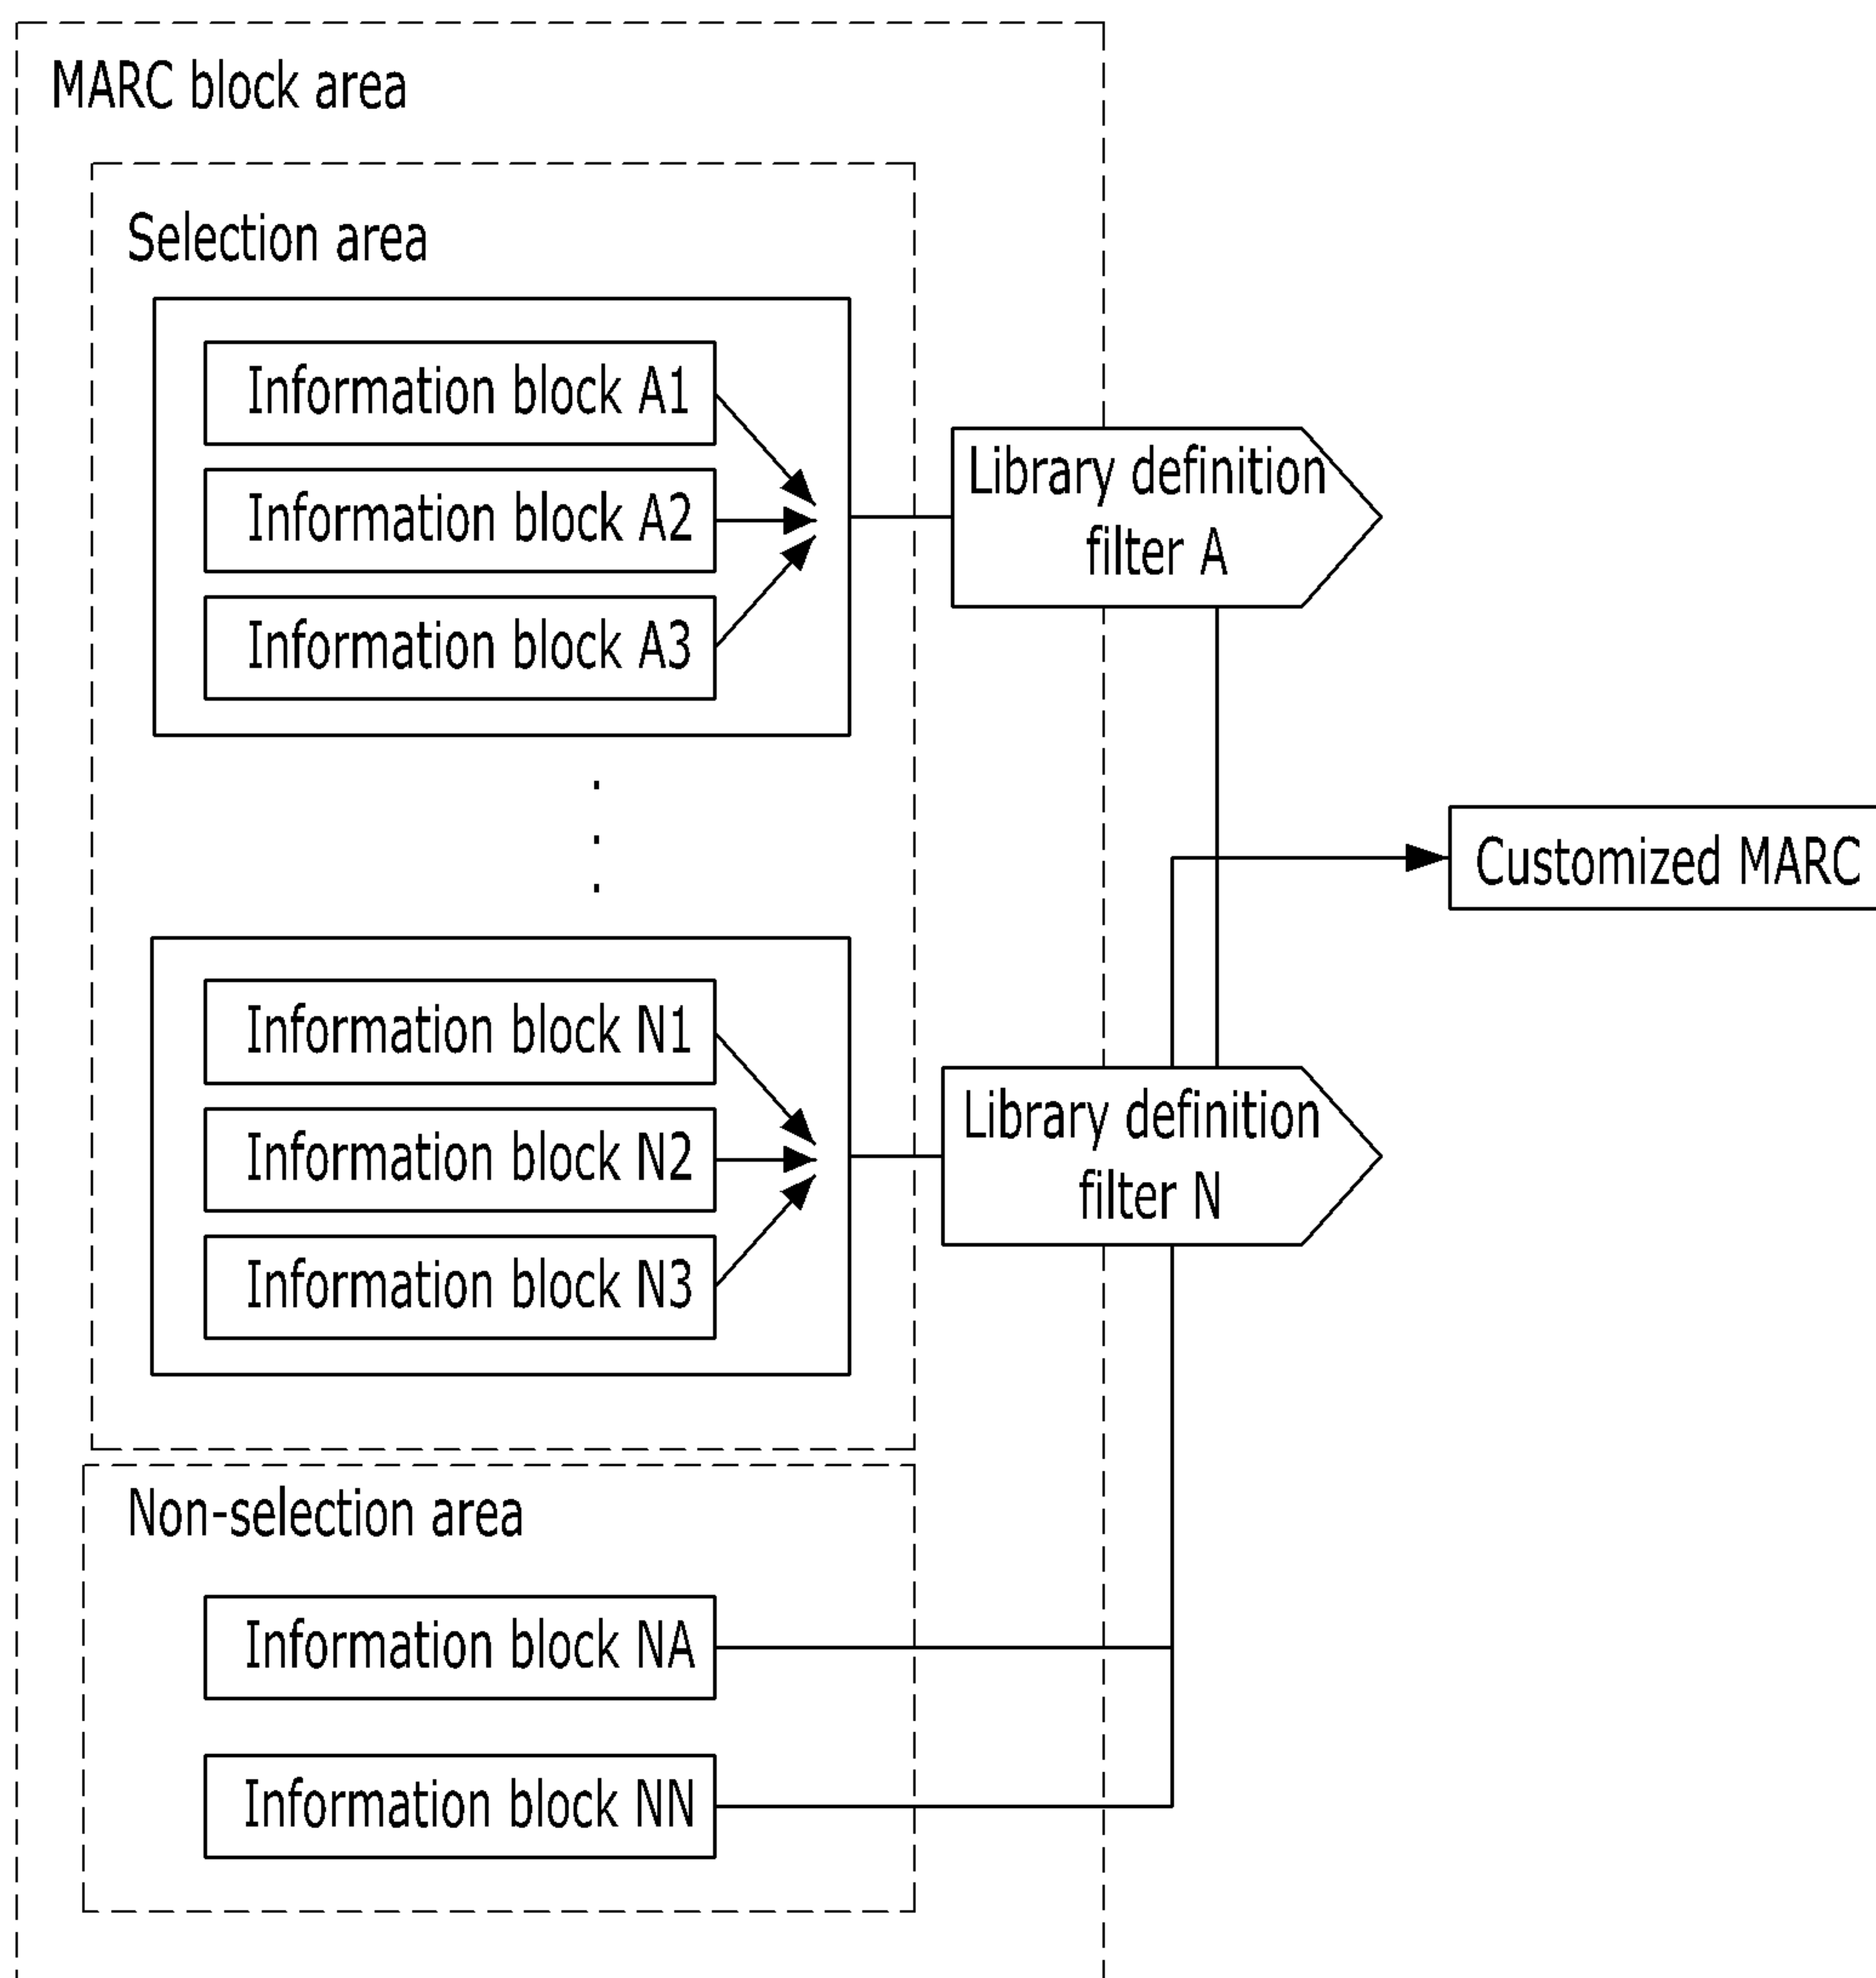 MARC block area
Selection area
Information block A1
Information block A2
Information block A3
Library definition
filter A
Customized MARC
Information block N1
Information block N2
Information block N3
Library definition
filter N
Non-selection area
Information block NA
Information block NN